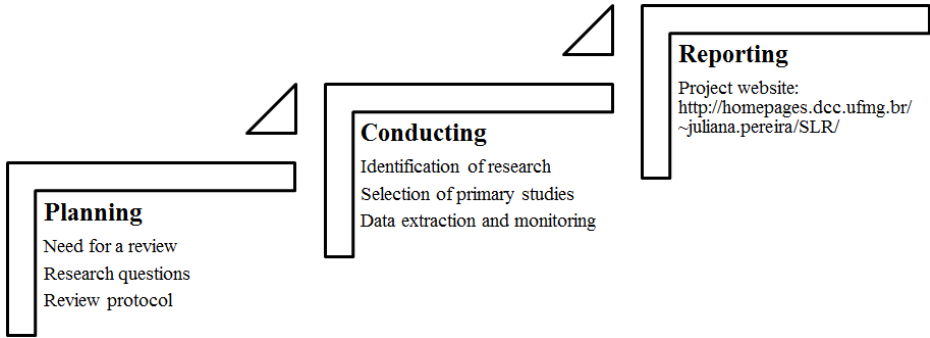 Planning
Need for a review
Research questions
Review protocol
Conducting
Identification of research
Selection of primary studies
Data extraction and monitoring
Reporting
Project website:
http://homepages.dcc.ufmg.br/
~juliana.pereira/SLR/